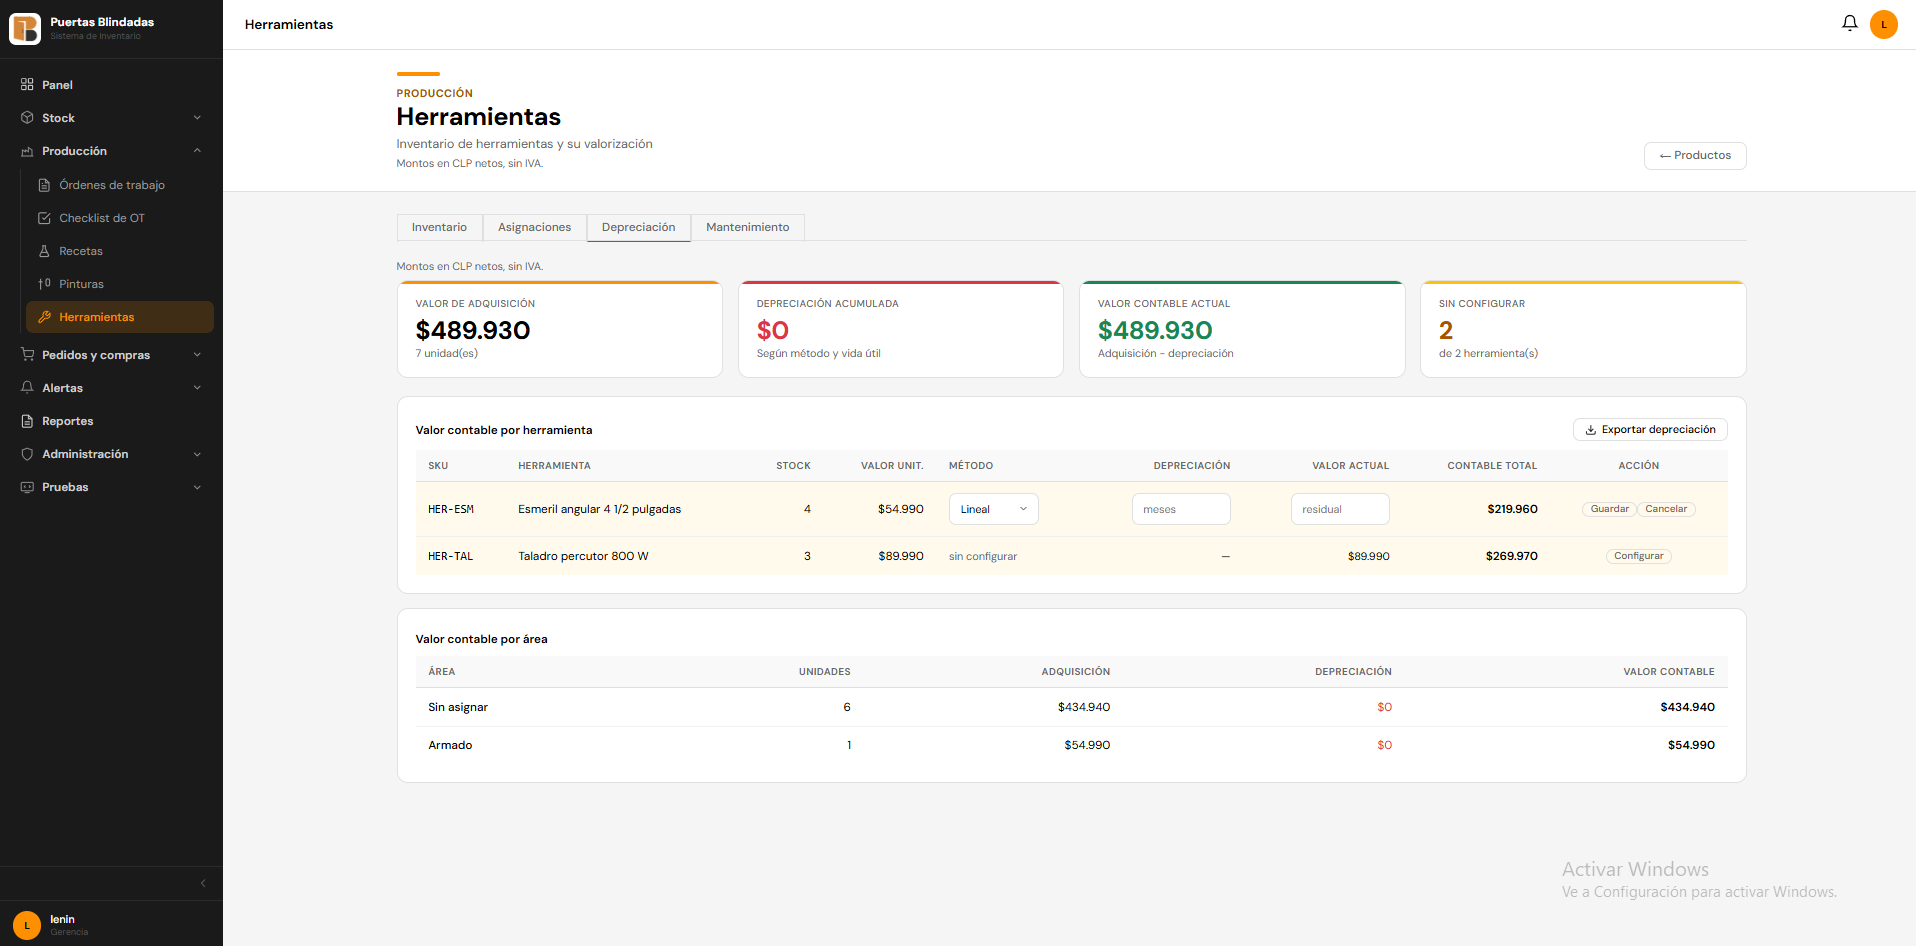 Puertas Blindadas
Sistema de Inventario
Panel
Stock
Producción
Órdenes de trabajo
Checklist de OT
Recetas
Pinturas
Herramientas
Pedidos y compras
Alertas
Reportes
Administración
Pruebas
L
lenin
Gerencia
Herramientas
L
PRODUCCIÓN
Herramientas
Inventario de herramientas y su valorización
Montos en CLP netos, sin IVA.
← Productos
Inventario Asignaciones Depreciación Mantenimiento
Montos en CLP netos, sin IVA.
VALOR DE ADQUISICIÓN
$489.930
7 unidad(es)
DEPRECIACIÓN ACUMULADA
$0
Según método y vida útil
VALOR CONTABLE ACTUAL
$489.930
Adquisición - depreciación
SIN CONFIGURAR
2
de 2 herramienta(s)
Valor contable por herramienta
Exportar depreciación
SKU HERRAMIENTA STOCK VALOR UNIT. MÉTODO DEPRECIACIÓN VALOR ACTUAL CONTABLE TOTAL ACCIÓN
HER-ESM Esmeril angular 4 1/2 pulgadas 4 $54.990 Lineal meses residual $219.960 Guardar Cancelar
HER-TAL Taladro percutor 800 W 3 $89.990 sin configurar — $89.990 $269.970 Configurar
Valor contable por área
ÁREA UNIDADES ADQUISICIÓN DEPRECIACIÓN VALOR CONTABLE
Sin asignar 6 $434.940 $0 $434.940
Armado 1 $54.990 $0 $54.990
Activar Windows
Ve a Configuración para activar Windows.